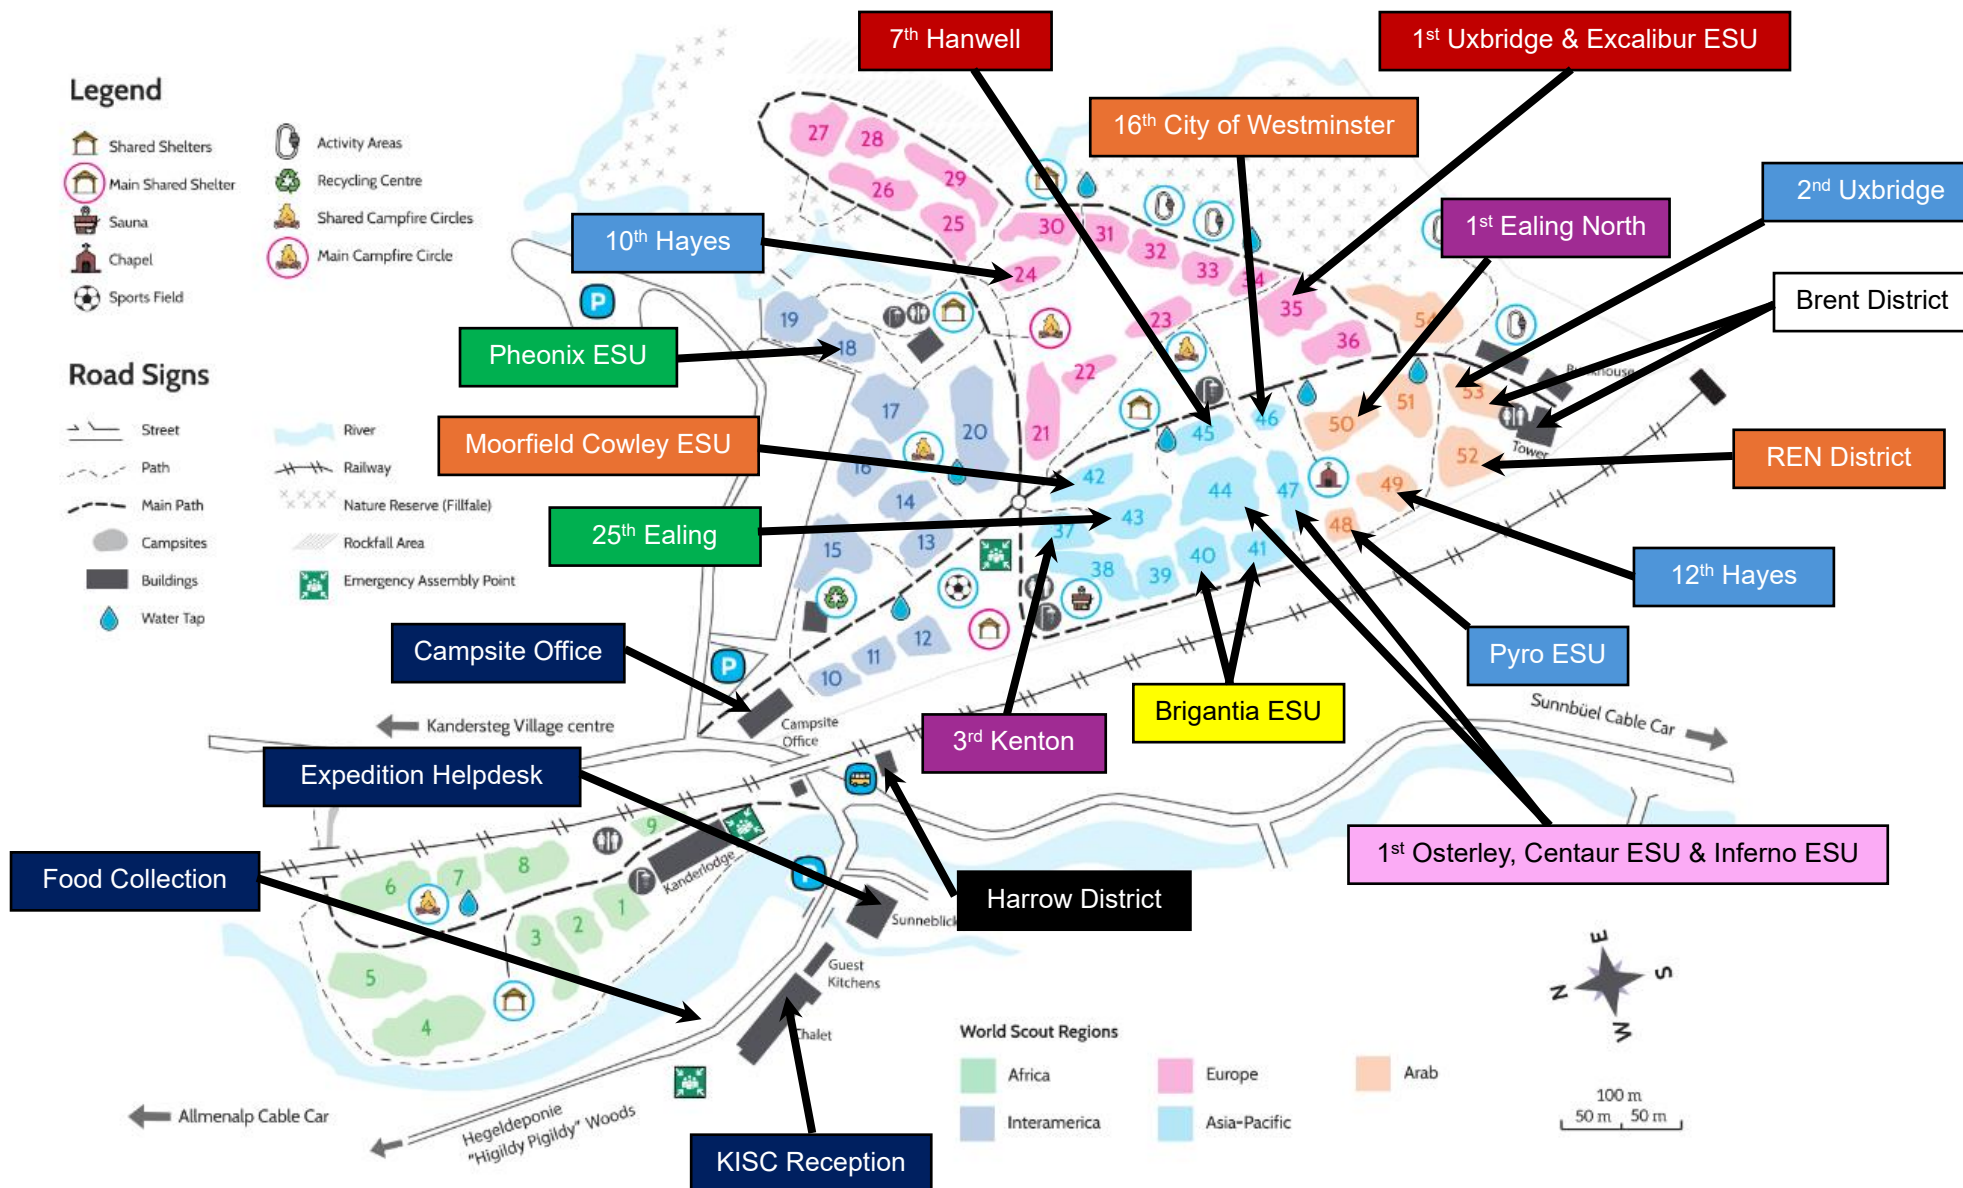 7th Hanwell
1st Uxbridge & Excalibur ESU
Legend
Shared Shelters
Main Shared Shelter
Sauna
Chapel
Sports Field
Activity Areas
Recycling Centre
Shared Campfire Circles
Main Campfire Circle
16th City of Westminster
2nd Uxbridge
1st Ealing North
10th Hayes
Brent District
Pheonix ESU
Road Signs
Street
Path
Main Path
Campsites
Buildings
Water Tap
River
Railway
Nature Reserve (Fillfale)
Rockfall Area
Emergency Assembly Point
Moorfield Cowley ESU
REN District
25th Ealing
12th Hayes
Pyro ESU
Campsite Office
Brigantia ESU
3rd Kenton
Expedition Helpdesk
1st Osterley, Centaur ESU & Inferno ESU
Food Collection
Harrow District
KISC Reception
27
28
26
29
25
30
31
32
33
34
35
36
24
23
22
21
19
18
17
20
16
14
15
13
12
11
10
54
53
51
50
52
49
48
46
45
42
44
47
43
37
38
39
40
41
P
P
P
Tower
Campsite
Office
Kandersteg Village centre
Sunnbüel Cable Car
9
8
7
6
5
4
3
2
1
Kanderlodge
Sunneblick
Guest
Kitchens
Chalet
Allmenalp Cable Car
Hegeldeponie
"Higildy Pigildy" Woods
World Scout Regions
Africa
Interamerica
Europe
Asia-Pacific
Arab
N
E
S
W
100 m
50 m
50 m